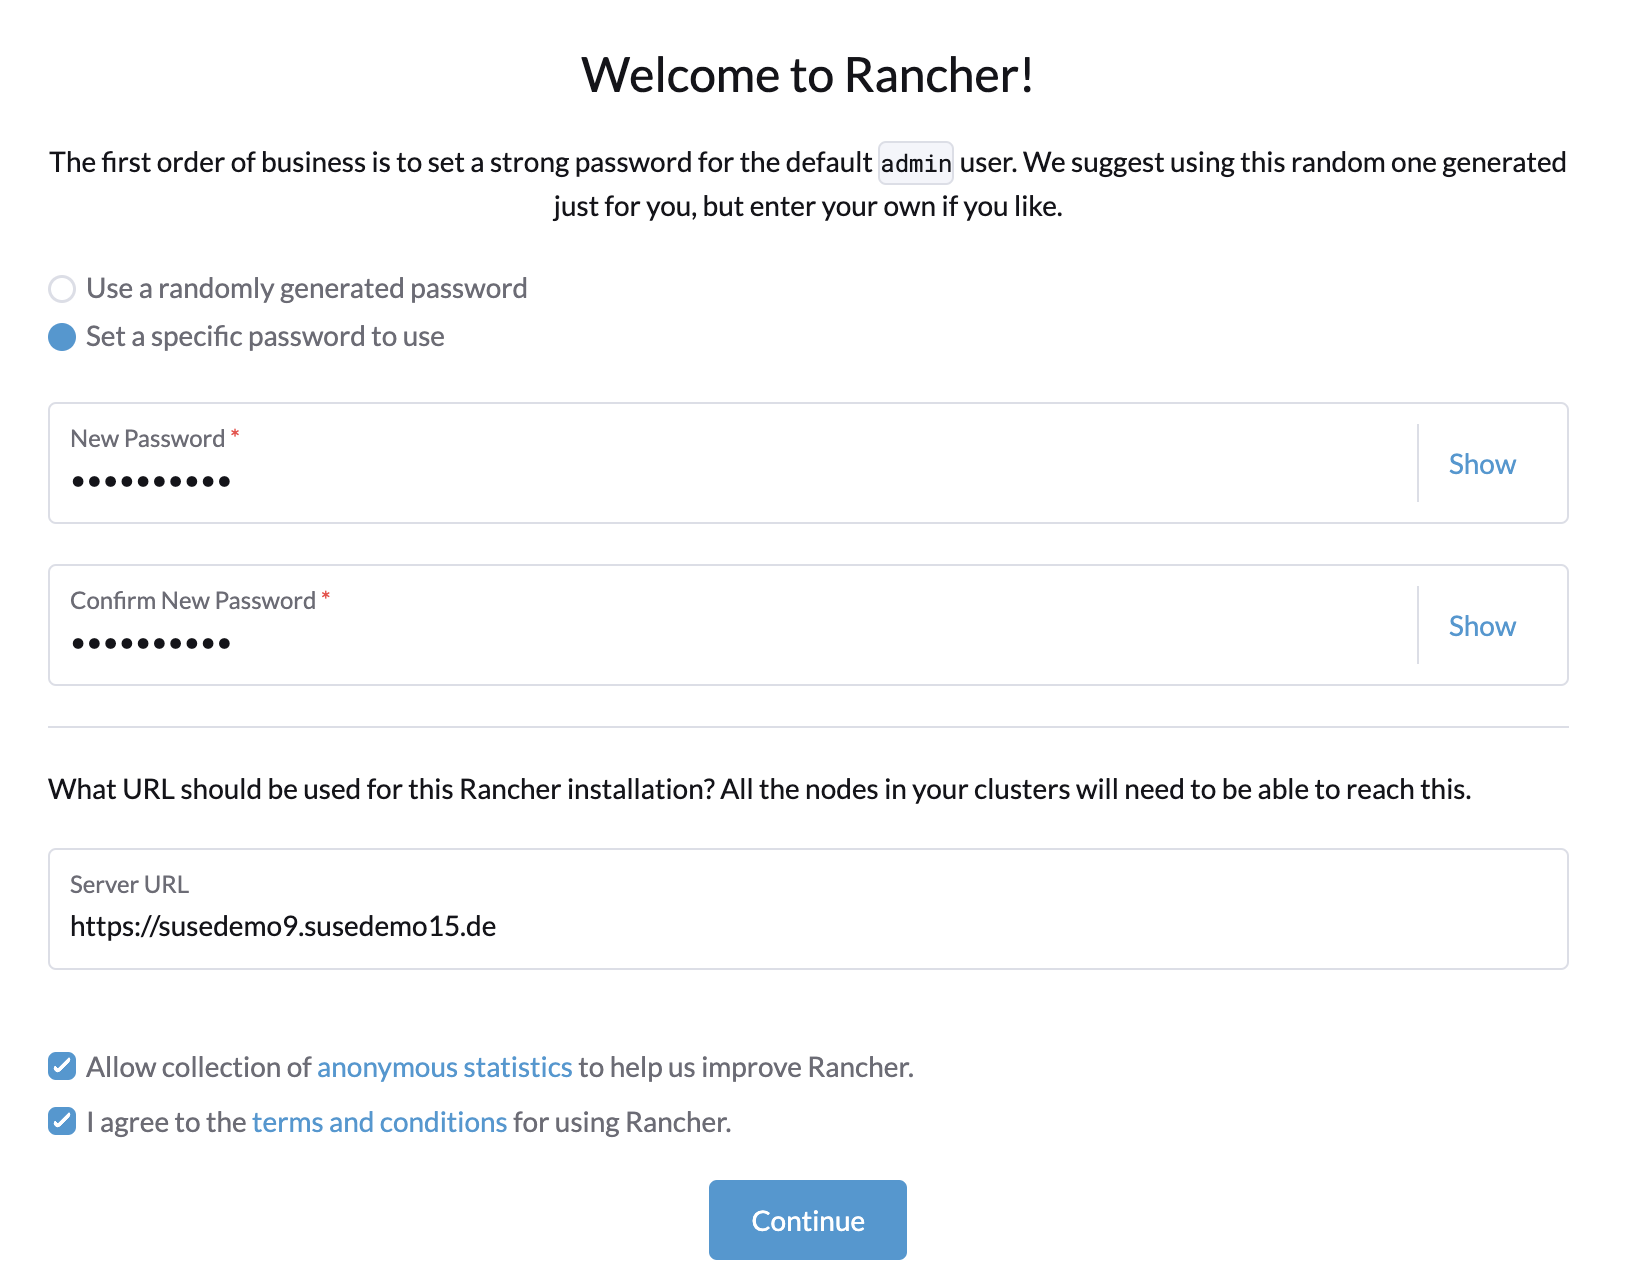 Welcome to Rancher!
The first order of business is to set a strong password for the default admin user. We suggest using this random one generated
just for you, but enter your own if you like.
Use a randomly generated password
Set a specific password to use
New Password *
••••••••••
Show
Confirm New Password *
••••••••••
Show
What URL should be used for this Rancher installation? All the nodes in your clusters will need to be able to reach this.
Server URL
https://susedemo9.susedemo15.de
Allow collection of anonymous statistics to help us improve Rancher.
I agree to the terms and conditions for using Rancher.
Continue